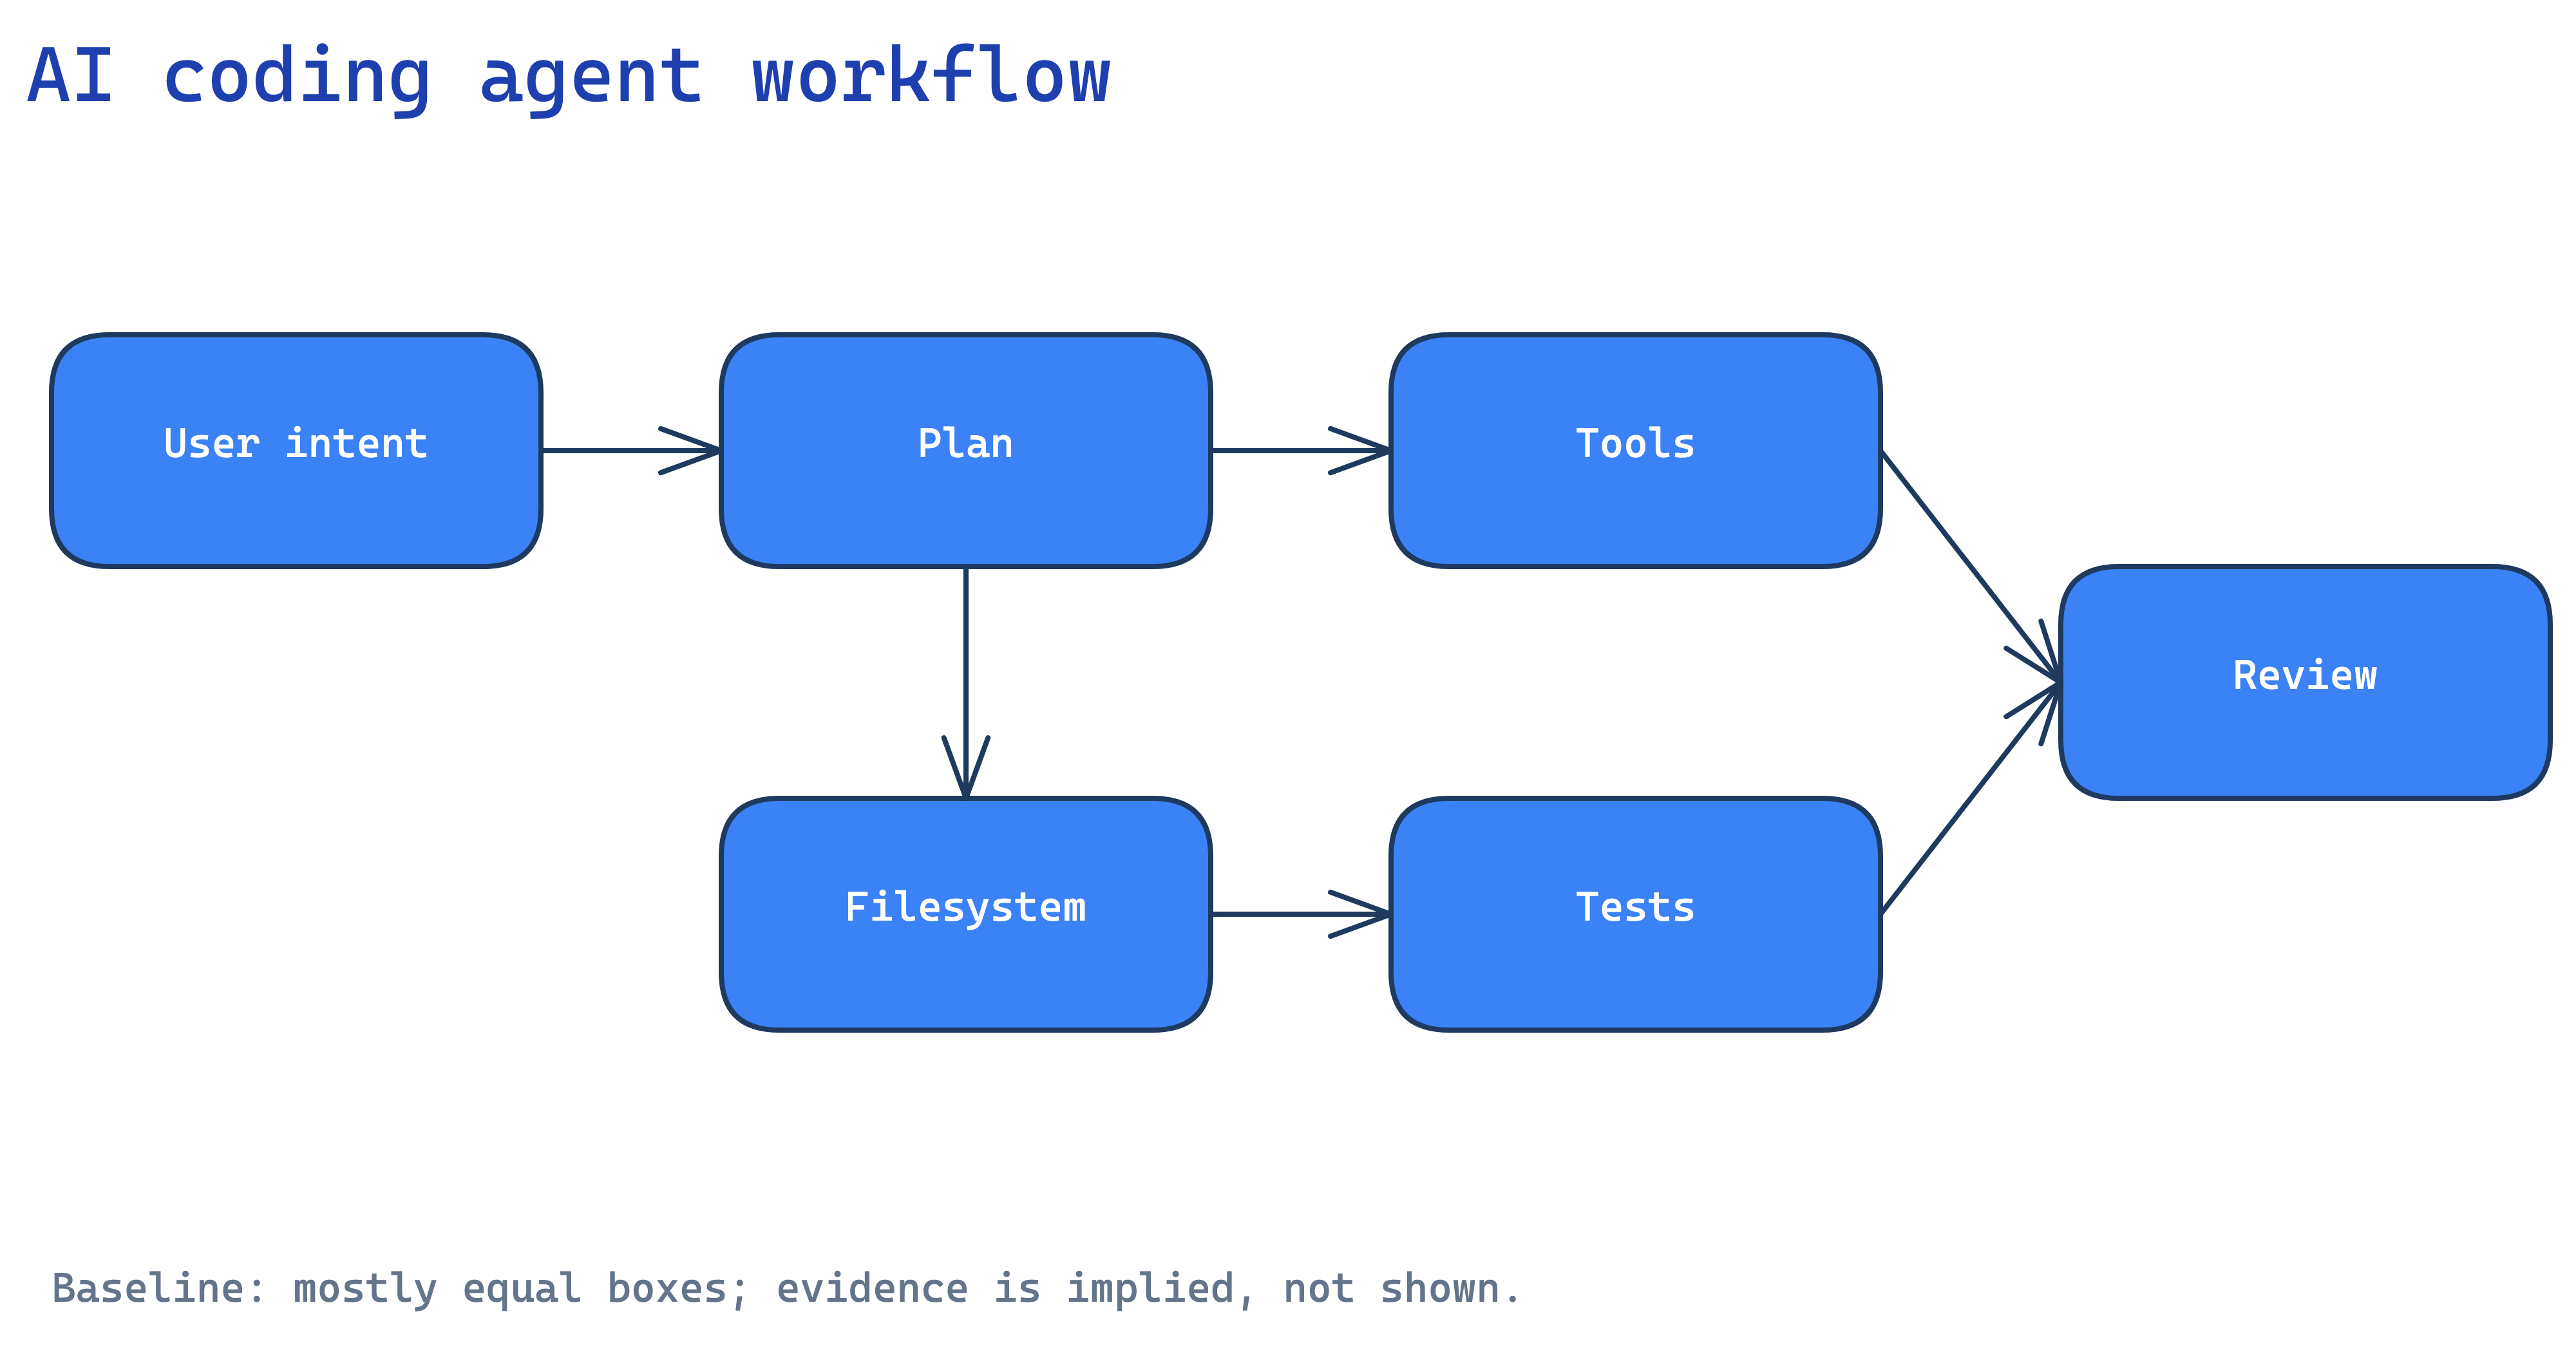 AI coding agent workflow
User intent
Plan
Tools
Review
Filesystem
Tests
Baseline: mostly equal boxes; evidence is implied, not shown.